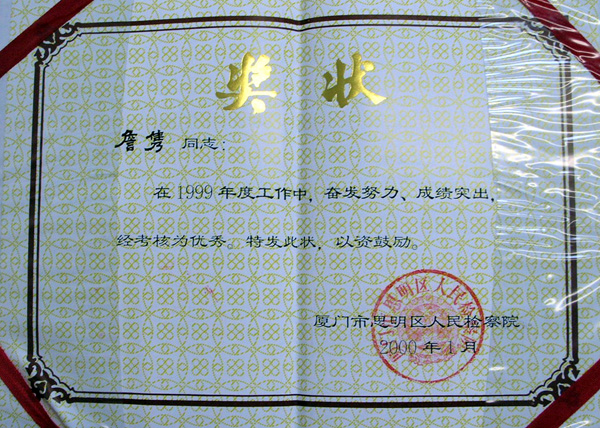 奖状
詹隽 同志:
在1999年度工作中，奋发努力、成绩突出，
经考核为优秀。特发此状，以资鼓励。
厦门市思明区人民检察院
2000年1月